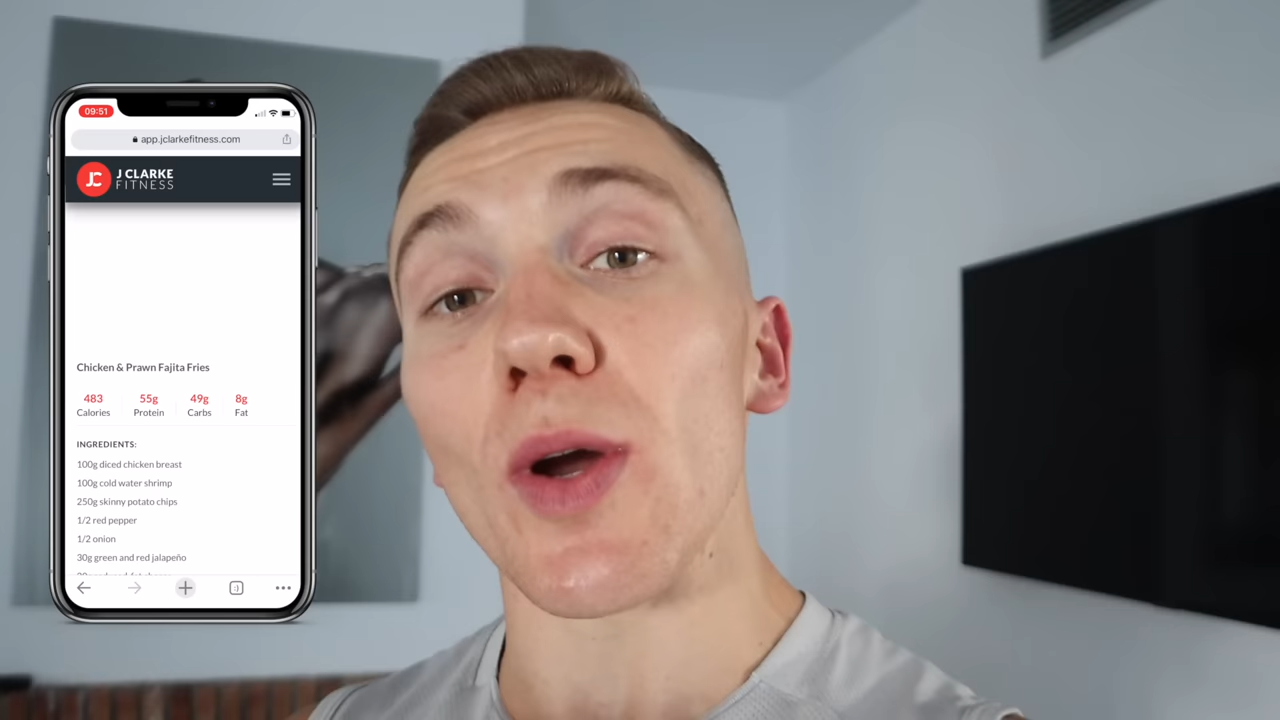 09:51
app.jclarkefitness.com
JC
J CLARKE
FITNESS
Chicken & Prawn Fajita Fries
483 55g 49g 8g
Calories Protein Carbs Fat
INGREDIENTS:
100g diced chicken breast
100g cold water shrimp
250g skinny potato chips
1/2 red pepper
1/2 onion
30g green and red jalapeño
:)